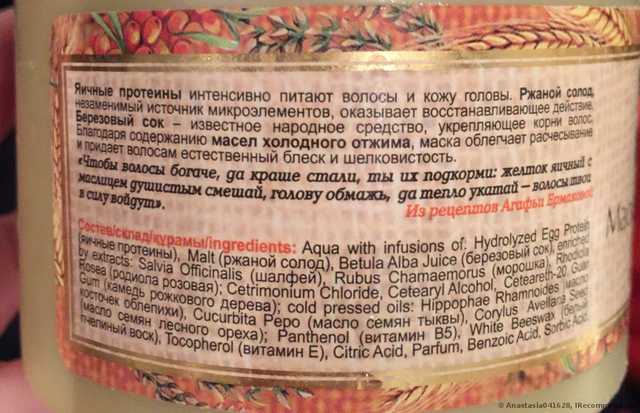 Яичные протеины интенсивно питают волосы и кожу головы. Ржаной солод,
незаменимый источник микроэлементов, оказывает восстанавливающее действие.
Березовый сок – известное народное средство, укрепляющее корни волос.
Благодаря содержанию масел холодного отжима, маска облегчает расчесывание
и придает волосам естественный блеск и шелковистость.
«Чтобы волосы богаче, да краше стали, ты их подкорми: желток яичный с
маслицем душистым смешай, голову обмажь, да тепло укатай – волосы твои
в силу войдут».
Из рецептов Агафьи Ермаковой
Состав/склад/құрамы/ingredients: Aqua with infusions of: Hydrolyzed Egg Protein
(яичные протеины), Malt (ржаной солод), Betula Alba Juice (березовый сок), enriched
by extracts: Salvia Officinalis (шалфей), Rubus Chamaemorus (морошка), Rhodiola
Rosea (родиола розовая); Cetrimonium Chloride, Cetearyl Alcohol, Ceteareth-20, Guar
Gum (камедь рожкового дерева); cold pressed oils: Hippophae Rhamnoides (масло
косточек облепихи), Cucurbita Pepo (масло семян тыквы), Corylus Avellana Seed
(масло семян лесного ореха); Panthenol (витамин B5), White Beeswax (белый
пчелиный воск), Tocopherol (витамин E), Citric Acid, Parfum, Benzoic Acid, Sorbic Acid.
© Anastasia041628, IRecomm